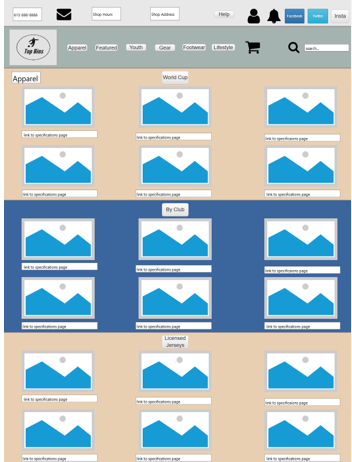 615-988-9888
Shop Hours:
Shop Address:
Help
Facebook
Twitter
Insta
Top Bins
Apparel
Featured
Youth
Gear
Footwear
Lifestyle
search...
Apparel
World Cup
link to specifications page
link to specifications page
link to specifications page
link to specifications page
link to specifications page
link to specifications page
By Club
link to specifications page
link to specifications page
link to specifications page
link to specifications page
link to specifications page
link to specifications page
Licensed
Jerseys
link to specifications page
link to specifications page
link to specifications page
link to specifications page
link to specifications page
link to specifications page